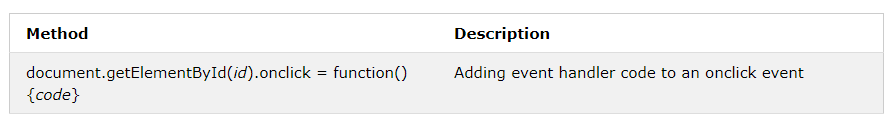 Method Description
document.getElementById(id).onclick = function() Adding event handler code to an onclick event
{code}